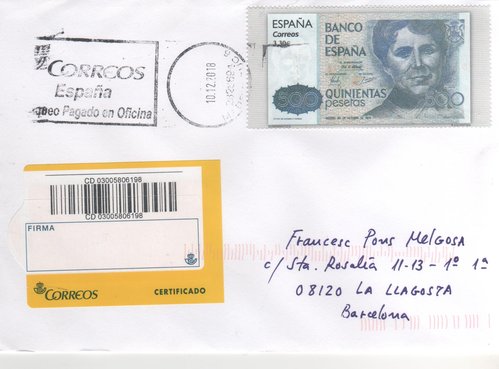 CORREOS
España
queo Pagado en Oficina
10.12.2018
ESPAÑA
Correos
BANCO DE ESPAÑA
500
QUINIENTAS
pesetas
500
CD 03005806198
CD 03005806198
FIRMA
CORREOS
CERTIFICADO
Francesc Pons Melgosa
c/ Sta. Rosalia 11-13-1º 1ª
08120 LA LLAGOSTA
Barcelona